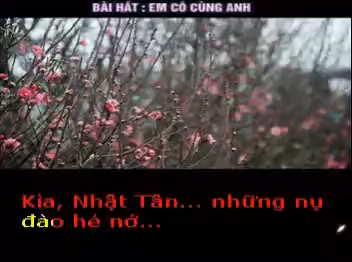 BÀI HÁT : EM CÓ CÙNG ANH
Kìa, Nhật Tân... những nụ
đào hé nở...